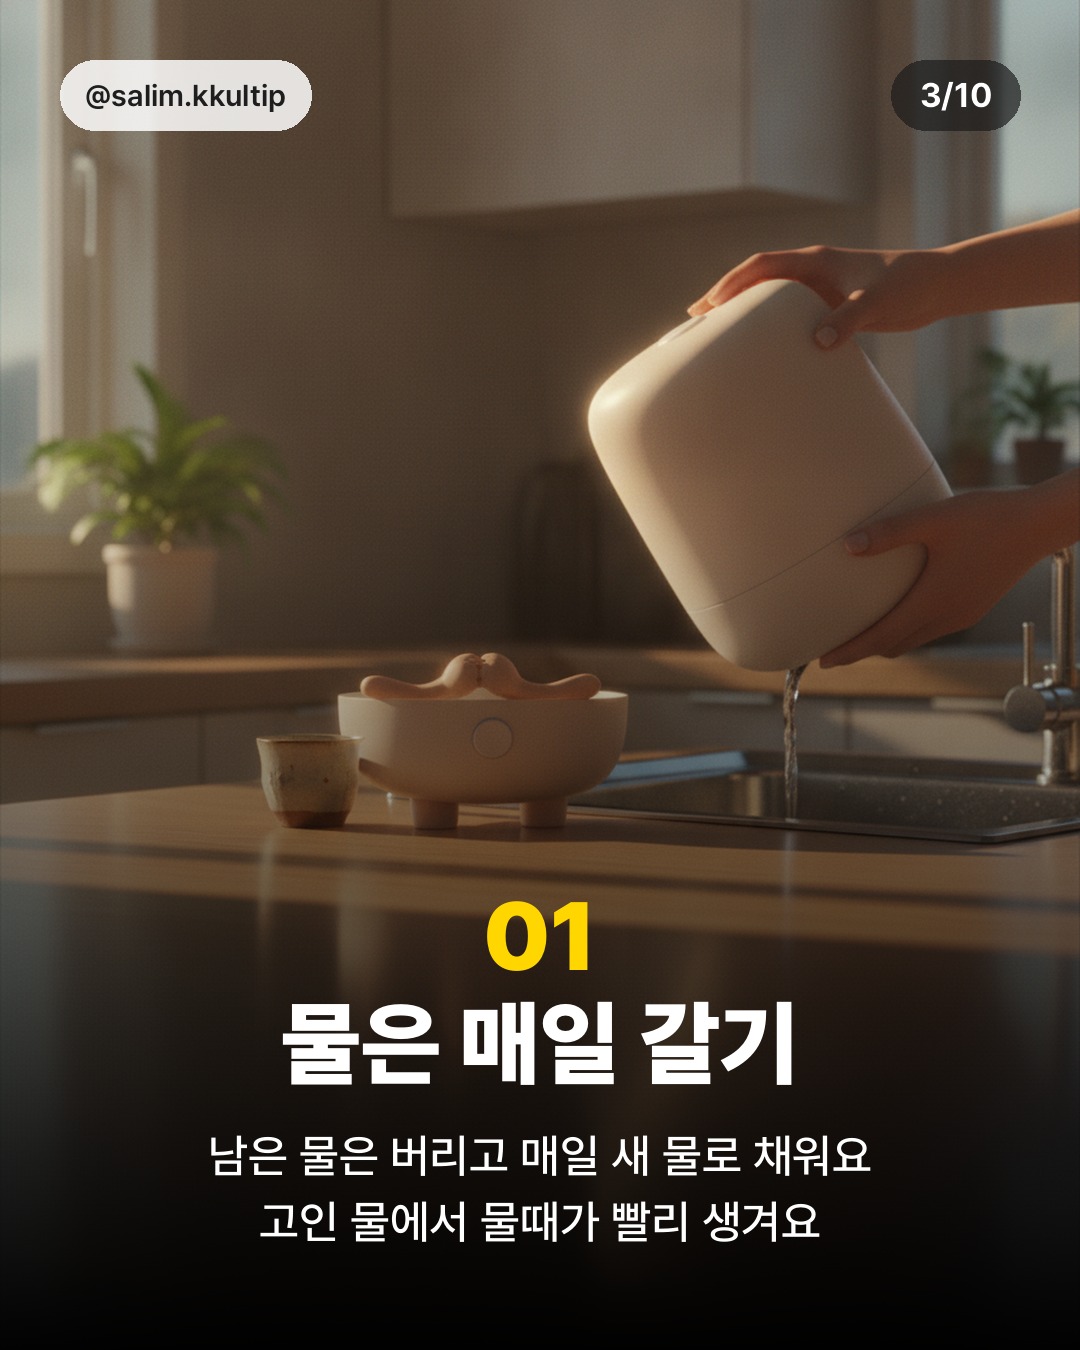 @salim.kkultip
3/10
01
물은 매일 갈기
남은 물은 버리고 매일 새 물로 채워요
고인 물에서 물때가 빨리 생겨요